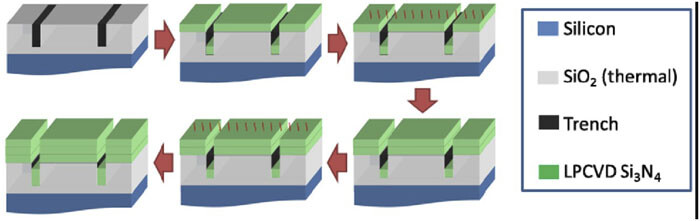 Silicon
SiO₂ (thermal)
Trench
LPCVD Si₃N₄